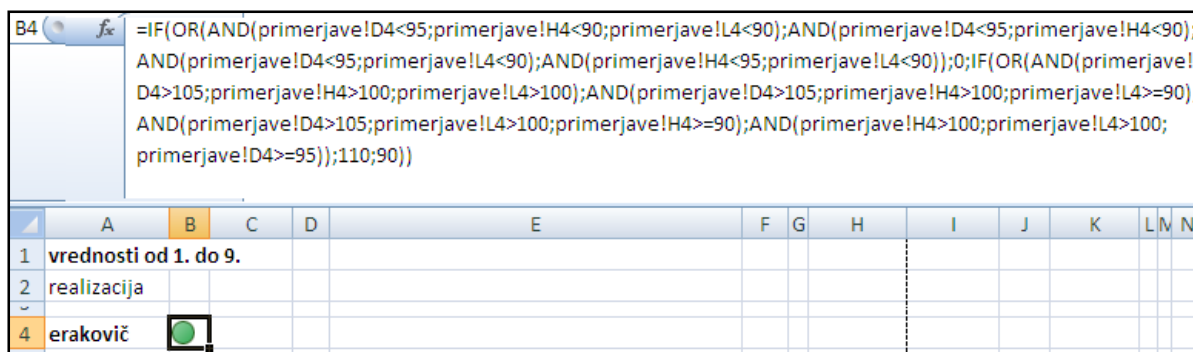 B4 fx =IF(OR(AND(primerjave!D4<95;primerjave!H4<90;primerjave!L4<90);AND(primerjave!D4<95;primerjave!H4<90);
AND(primerjave!D4<95;primerjave!L4<90);AND(primerjave!H4<95;primerjave!L4<90));0;IF(OR(AND(primerjave!
D4>105;primerjave!H4>100;primerjave!L4>100);AND(primerjave!D4>105;primerjave!H4>100;primerjave!L4>=90)
AND(primerjave!D4>105;primerjave!L4>100;primerjave!H4>=90);AND(primerjave!H4>100;primerjave!L4>100;
primerjave!D4>=95));110;90))
A B C D E F G H I J K L M N
1 vrednosti od 1. do 9.
2 realizacija
4 erakovič